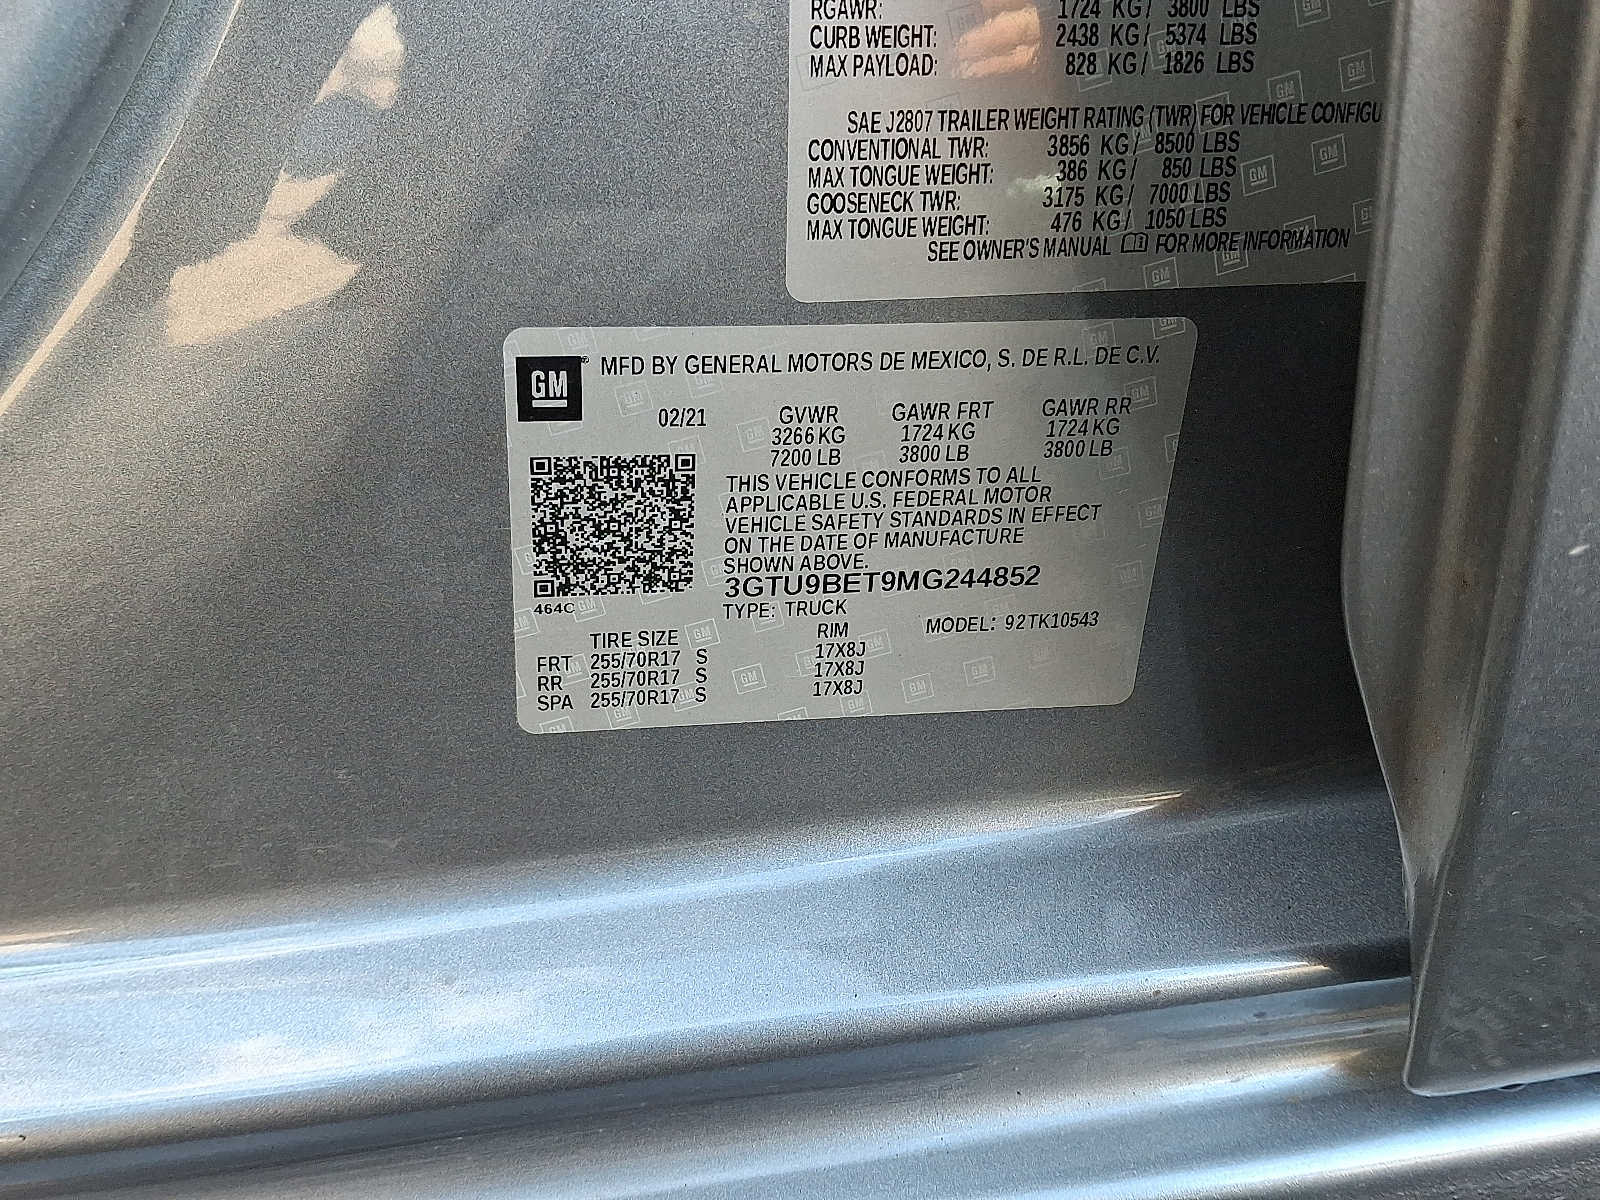 RGAWR: 1724 KG/ 3800 LBS
CURB WEIGHT: 2438 KG/ 5374 LBS
MAX PAYLOAD: 828 KG/ 1826 LBS
SAE J2807 TRAILER WEIGHT RATING (TWR) FOR VEHICLE CONFIGU
CONVENTIONAL TWR: 3856 KG/ 8500 LBS
MAX TONGUE WEIGHT: 386 KG/ 850 LBS
GOOSENECK TWR: 3175 KG/ 7000 LBS
MAX TONGUE WEIGHT: 476 KG/ 1050 LBS
SEE OWNER'S MANUAL FOR MORE INFORMATION
GM® MFD BY GENERAL MOTORS DE MEXICO, S. DE R.L. DE C.V.
02/21 GVWR GAWR FRT GAWR RR
3266 KG 1724 KG 1724 KG
7200 LB 3800 LB 3800 LB
THIS VEHICLE CONFORMS TO ALL
APPLICABLE U.S. FEDERAL MOTOR
VEHICLE SAFETY STANDARDS IN EFFECT
ON THE DATE OF MANUFACTURE
SHOWN ABOVE.
3GTU9BET9MG244852
464C
TYPE: TRUCK
MODEL: 92TK10543
TIRE SIZE RIM
FRT 255/70R17 S 17X8J
RR 255/70R17 S 17X8J
SPA 255/70R17 S 17X8J